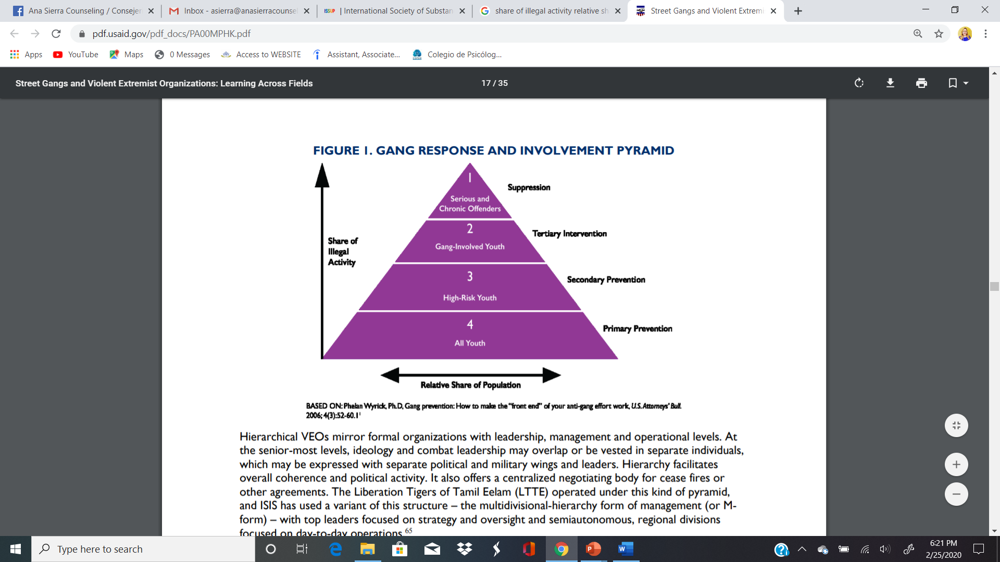 Ana Sierra Counseling / Consejer
Inbox - asierra@anasierracounsel
ISSUP | International Society of Substan
share of illegal activity relative sh
Street Gangs and Violent Extremi
pdf.usaid.gov/pdf_docs/PA00MPHK.pdf
Apps
YouTube
Maps
0 Messages
Access to WEBSITE
Assistant, Associate...
Colegio de Psicólog...
Street Gangs and Violent Extremist Organizations: Learning Across Fields
17 / 35
FIGURE 1. GANG RESPONSE AND INVOLVEMENT PYRAMID
1
Serious and
Chronic Offenders
Suppression
2
Gang-Involved Youth
Tertiary Intervention
Share of
Illegal
Activity
3
High-Risk Youth
Secondary Prevention
4
All Youth
Primary Prevention
Relative Share of Population
BASED ON: Phelan Wyrick, Ph.D, Gang prevention: How to make the "front end" of your anti-gang effort work, U.S. Attorneys' Bull.
2006; 4(3):52-60.1¹
Hierarchical VEOs mirror formal organizations with leadership, management and operational levels. At
the senior-most levels, ideology and combat leadership may overlap or be vested in separate individuals,
which may be expressed with separate political and military wings and leaders. Hierarchy facilitates
overall coherence and political activity. It also offers a centralized negotiating body for cease fires or
other agreements. The Liberation Tigers of Tamil Eelam (LTTE) operated under this kind of pyramid,
and ISIS has used a variant of this structure – the multidivisional-hierarchy form of management (or M-
form) – with top leaders focused on strategy and oversight and semiautonomous, regional divisions
focused on day-to-day operations.65
Type here to search
6:21 PM
2/25/2020